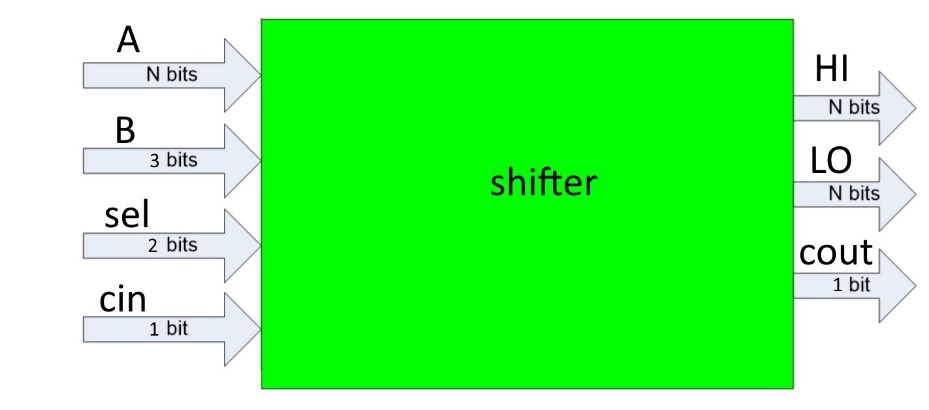 A
N bits
B
3 bits
sel
2 bits
cin
1 bit
shifter
HI
N bits
LO
N bits
cout
1 bit